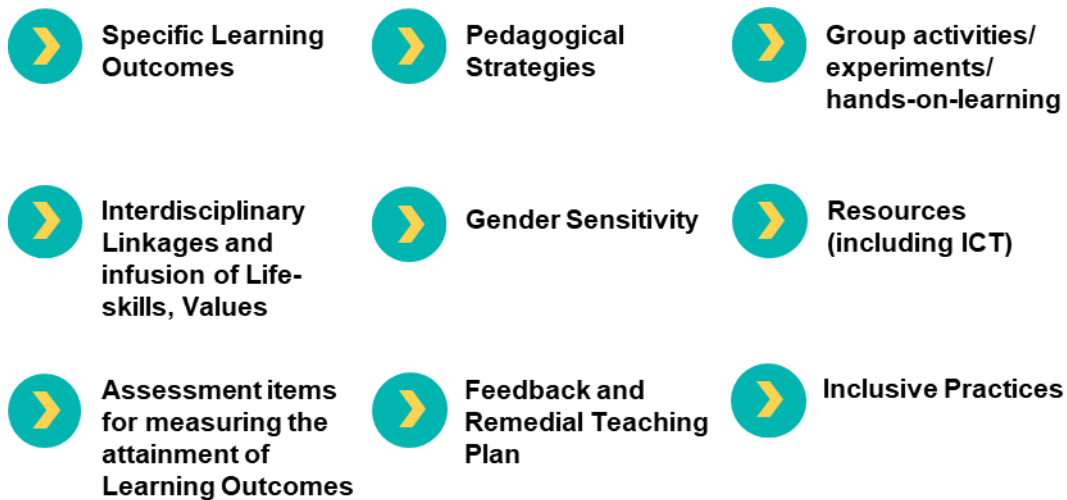 Specific Learning
Outcomes
Pedagogical
Strategies
Group activities/
experiments/
hands-on-learning
Interdisciplinary
Linkages and
infusion of Life-
skills, Values
Gender Sensitivity
Resources
(including ICT)
Assessment items
for measuring the
attainment of
Learning Outcomes
Feedback and
Remedial Teaching
Plan
Inclusive Practices